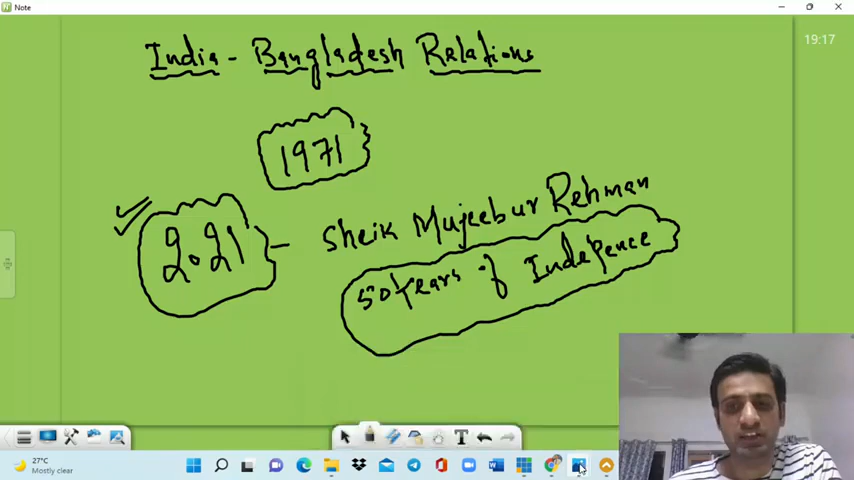 Note
19:17
India - Bangladesh Relations
1971
2021 - Sheik Mujeebur Rehman
50 Years of Indepence
27°C
Mostly clear